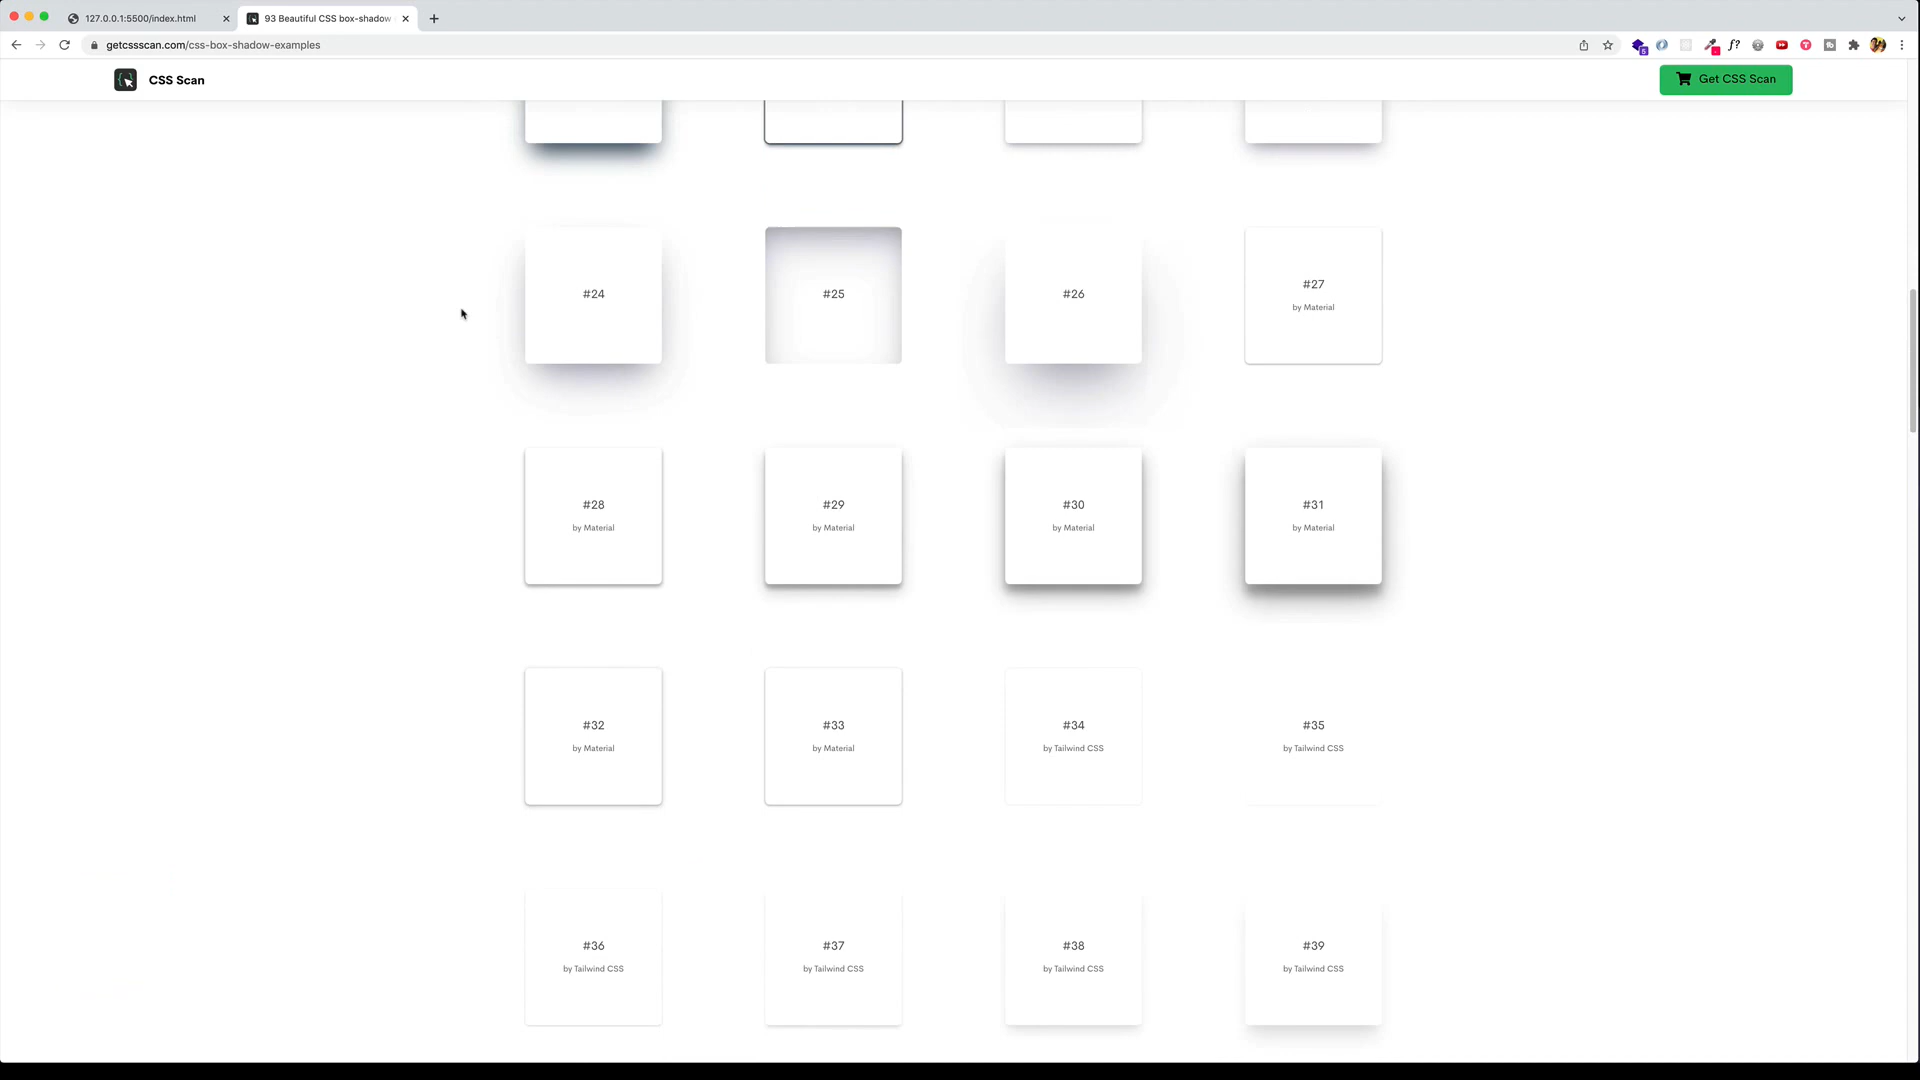 127.0.0.1:5500/index.html
93 Beautiful CSS box-shadow
getcssscan.com/css-box-shadow-examples
CSS Scan
Get CSS Scan
#24
#25
#26
#27
by Material
#28
by Material
#29
by Material
#30
by Material
#31
by Material
#32
by Material
#33
by Material
#34
by Tailwind CSS
#35
by Tailwind CSS
#36
by Tailwind CSS
#37
by Tailwind CSS
#38
by Tailwind CSS
#39
by Tailwind CSS